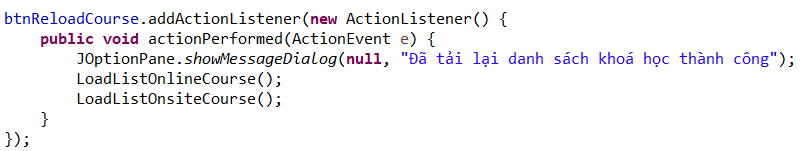 btnReloadCourse.addActionListener(new ActionListener() {
    public void actionPerformed(ActionEvent e) {
        JOptionPane.showMessageDialog(null, "Đã tải lại danh sách khoá học thành công");
        LoadListOnlineCourse();
        LoadListOnsiteCourse();
    }
});